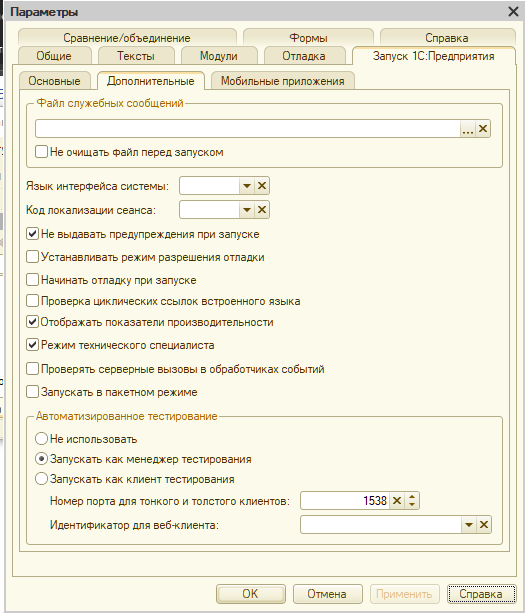 Параметры
Сравнение/объединение Формы Справка
Общие Тексты Модули Отладка Запуск 1С:Предприятия
Основные Дополнительные Мобильные приложения
Файл служебных сообщений
...
Не очищать файл перед запуском
Язык интерфейса системы:
Код локализации сеанса:
Не выдавать предупреждения при запуске
Устанавливать режим разрешения отладки
Начинать отладку при запуске
Проверка циклических ссылок встроенного языка
Отображать показатели производительности
Режим технического специалиста
Проверять серверные вызовы в обработчиках событий
Запускать в пакетном режиме
Автоматизированное тестирование
Не использовать
Запускать как менеджер тестирования
Запускать как клиент тестирования
Номер порта для тонкого и толстого клиентов: 1538
Идентификатор для веб-клиента:
OK Отмена Применить Справка